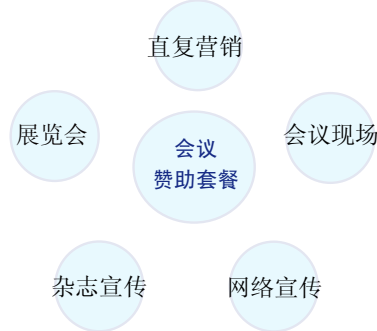 直复营销
展览会
会议现场
会议
赞助套餐
杂志宣传
网络宣传